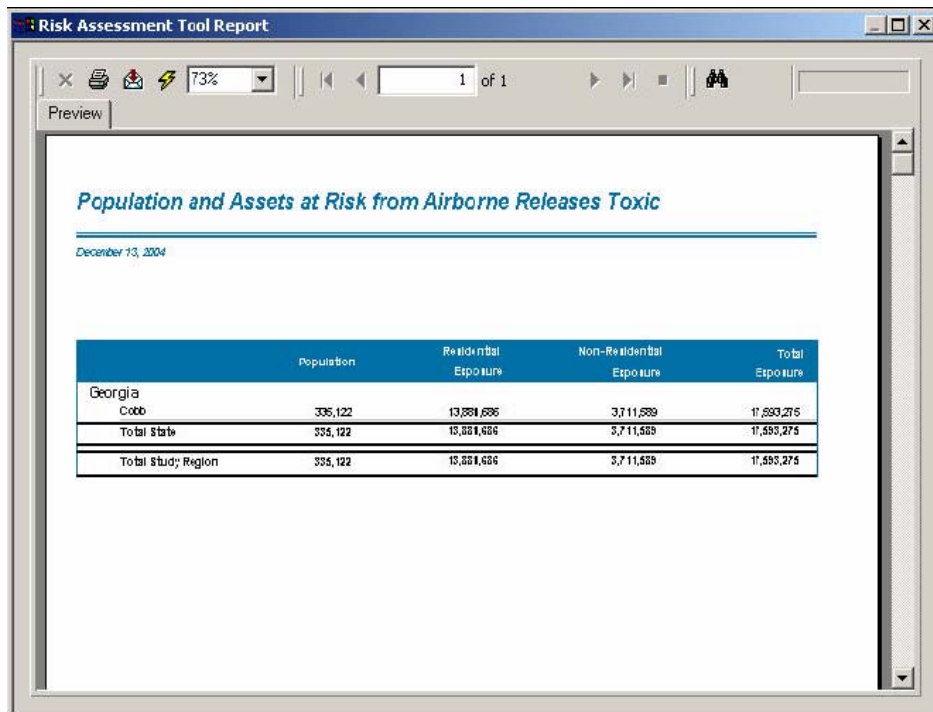 Risk Assessment Tool Report
73% 1 of 1
Preview
Population and Assets at Risk from Airborne Releases Toxic
December 13, 2004
Population Residential Exposure Non-Residential Exposure Total Exposure
Georgia
Cobb 335,122 13,881,686 3,711,589 17,593,275
Total State 335,122 13,881,686 3,711,589 17,593,275
Total Study Region 335,122 13,881,686 3,711,589 17,593,275